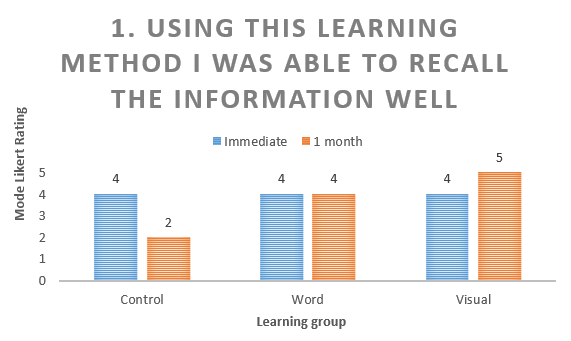 1. USING THIS LEARNING
METHOD I WAS ABLE TO RECALL
THE INFORMATION WELL
Immediate 1 month
Mode Likert Rating
5
4
3
2
1
0
4 2 4 4 4 5
Control Word Visual
Learning group